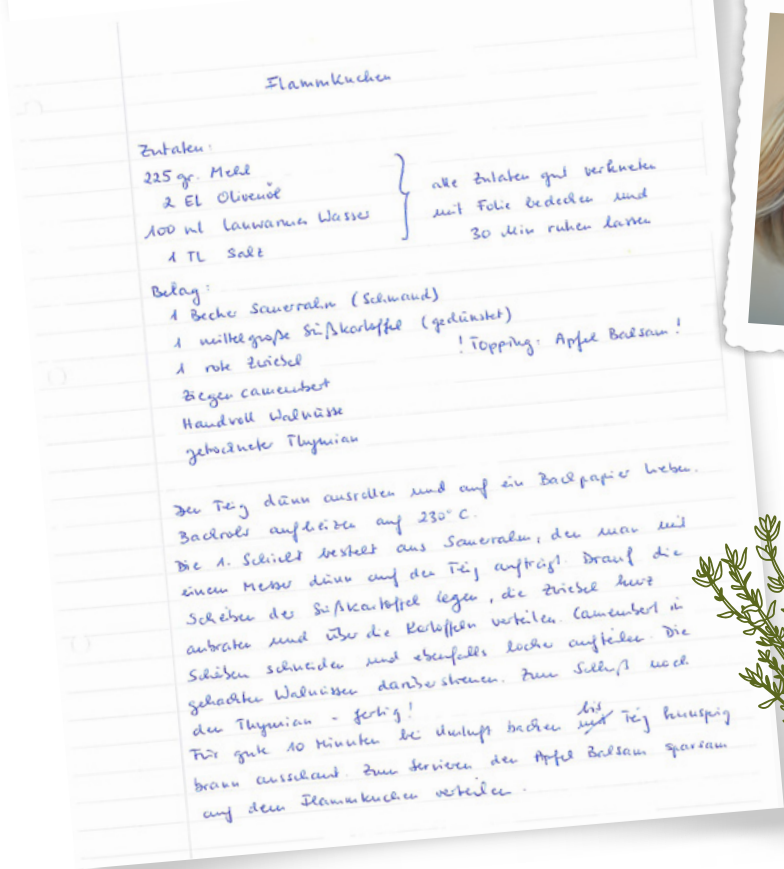 Flammkuchen
Zutaten:
225 gr. Mehl
2 EL Olivenöl
100 ml lauwarmes Wasser
1 TL Salz
alle Zutaten gut verkneten
mit Folie bedecken und
30 Min ruhen lassen
Belag:
1 Becher Sauerrahm (Schmand)
1 mittelgroße Süßkartoffel (gedünstet)
1 rote Zwiebel
! Topping: Apfel Balsam!
Ziegencamembert
Handvoll Walnüsse
getrockneter Thymian
Den Teig dünn ausrollen und auf ein Backpapier heben.
Backrohr aufheizen auf 230° C.
Die 1. Schicht besteht aus Sauerrahm, den man mit
einem Messer dünn auf den Teig aufträgt. Drauf die
Scheiben der Süßkartoffel legen, die Zwiebel kurz
anbraten und über die Kartoffeln verteilen. Camembert in
Scheiben schneiden und ebenfalls locker aufteilen. Die
gehackten Walnüssen darüber streuen. Zum Schluß noch
den Thymian - fertig!
Für gute 10 Minuten bei Umluft backen bis Teig knusprig
braun ausschaut. Zum Servieren den Apfel Balsam sparsam
auf dem Flammkuchen verteilen.